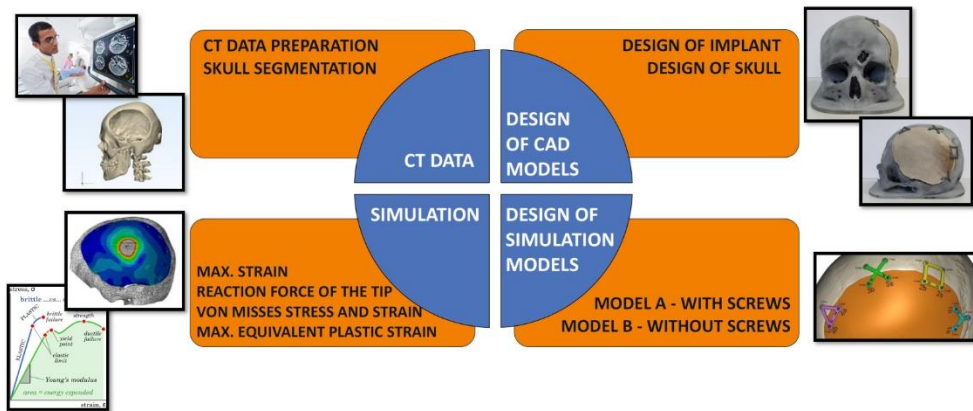 CT DATA PREPARATION
SKULL SEGMENTATION
DESIGN OF IMPLANT
DESIGN OF SKULL
CT DATA
DESIGN
OF CAD
MODELS
SIMULATION
DESIGN OF
SIMULATION
MODELS
MAX. STRAIN
REACTION FORCE OF THE TIP
VON MISSES STRESS AND STRAIN
MAX. EQUIVALENT PLASTIC STRAIN
MODEL A - WITH SCREWS
MODEL B - WITHOUT SCREWS
stress, σ
brittle
PLASTIC
brittle
failure
strength
yield
point
ductile
failure
elastic
limit
ELASTIC
Young's modulus
area = energy expended
strain, ε